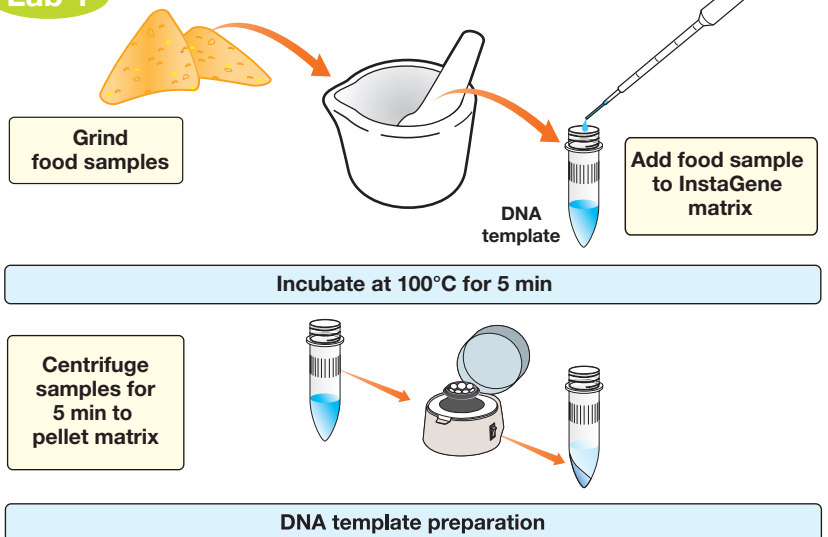 Lab 1
Grind
food samples
Add food sample
to InstaGene
matrix
DNA
template
Incubate at 100°C for 5 min
Centrifuge
samples for
5 min to
pellet matrix
DNA template preparation